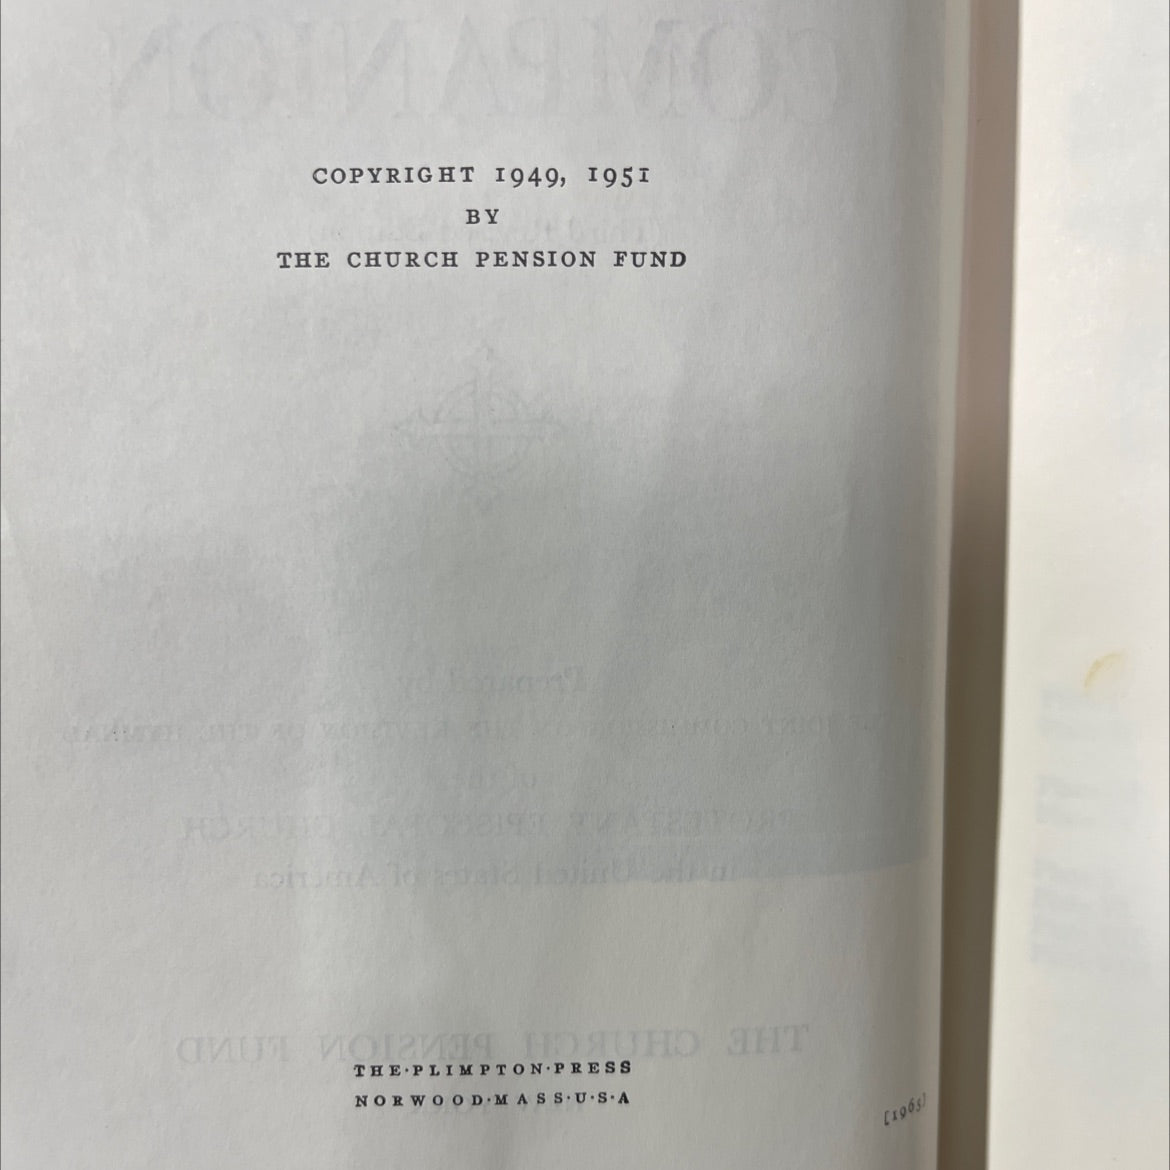 COPYRIGHT 1949, 1951
BY
THE CHURCH PENSION FUND
THE·PLIMPTON·PRESS
NORWOOD·MASS·U·S·A
[1965]